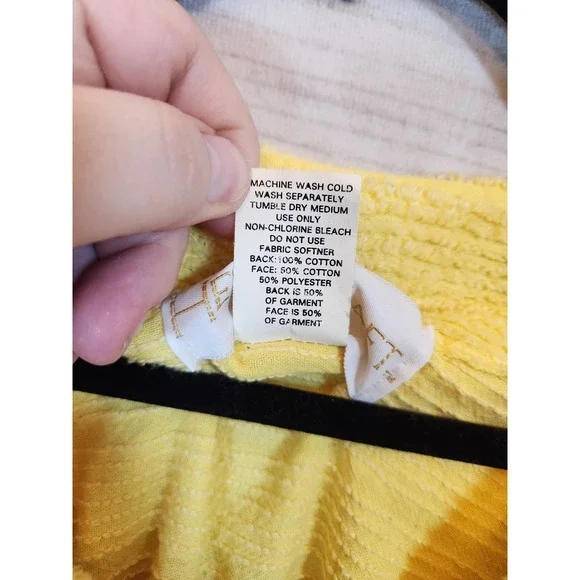 MACHINE WASH COLD
WASH SEPARATELY
TUMBLE DRY MEDIUM
USE ONLY
NON-CHLORINE BLEACH
DO NOT USE
FABRIC SOFTNER
BACK: 100% COTTON
FACE: 50% COTTON
50% POLYESTER
BACK IS 50%
OF GARMENT
FACE IS 50%
OF GARMENT